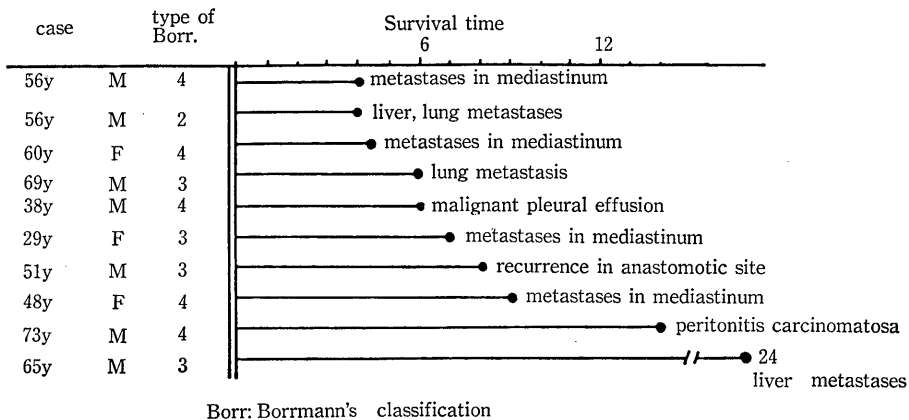 case type of Borr. Survival time
6 12
56y M 4 metastases in mediastinum
56y M 2 liver, lung metastases
60y F 4 metastases in mediastinum
69y M 3 lung metastasis
38y M 4 malignant pleural effusion
29y F 3 metastases in mediastinum
51y M 3 recurrence in anastomotic site
48y F 4 metastases in mediastinum
73y M 4 peritonitis carcinomatosa
65y M 3 24
liver metastases
Borr: Borrmann's classification